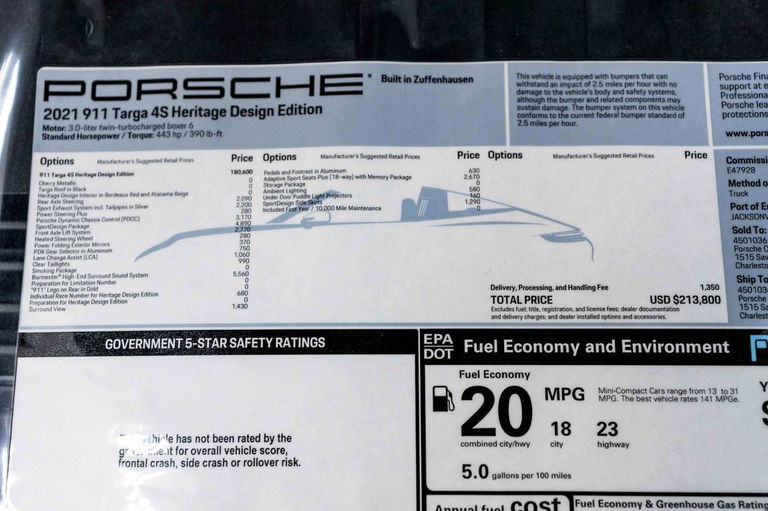 PORSCHE®
Built in Zuffenhausen
2021 911 Targa 4S Heritage Design Edition
Motor: 3.0-liter twin-turbocharged boxer 6
Standard Horsepower / Torque: 443 hp / 390 lb-ft
This vehicle is equipped with bumpers that can
withstand an impact of 2.5 miles per hour with no
damage to the vehicle's body and safety systems,
although the bumper and related components may
sustain damage. The bumper system on this vehicle
conforms to the current federal bumper standard of
2.5 miles per hour.
Porsche Fina
support at e
Professiona
Porsche lea
protections
www.pors
Options Manufacturer's Suggested Retail Prices Price
911 Targa 4S Heritage Design Edition 180,600
Cherry Metallic 0
Targa Roof in Black 0
Heritage Design Interior in Bordeaux Red and Atacama Beige 0
Rear Axle Steering 2,090
Sport Exhaust System incl. Tailpipes in Silver 2,200
Power Steering Plus 280
Porsche Dynamic Chassis Control (PDCC) 3,170
SportDesign Package 4,890
Front Axle Lift System 2,770
Heated Steering Wheel 280
Power Folding Exterior Mirrors 370
PDK Gear Selector in Aluminum 750
Lane Change Assist (LCA) 1,060
Clear Taillights 990
Smoking Package 0
Burmester® High-End Surround Sound System 5,560
Preparation for Limitation Number 0
"911" Logo on Rear in Gold 0
Individual Race Number for Heritage Design Edition 680
Preparation for Heritage Design Edition 0
Surround View 1,430
Options Manufacturer's Suggested Retail Prices Price
Pedals and Footrest in Aluminum 630
Adaptive Sport Seats Plus (18-way) with Memory Package 2,670
Storage Package 0
Ambient Lighting 580
Under Door Puddle Light Projectors 160
SportDesign Side Skirts 1,290
Included First Year / 10,000 Mile Maintenance 0
Options Manufacturer's Suggested Retail Prices Price
Delivery, Processing, and Handling Fee 1,350
TOTAL PRICE USD $213,800
Excludes fuel, title, registration, and license fees; dealer documentation
and delivery charges; and dealer installed options and accessories.
Commissi
E47928
Method o
Truck
Port of E
JACKSONV
Sold To:
4501036
Porsche C
1515 Sav
Charlesto
Ship To
450103
Porsche
1515 Sa
Charlest
GOVERNMENT 5-STAR SAFETY RATINGS
vehicle has not been rated by the
for overall vehicle score,
frontal crash, side crash or rollover risk.
EPA
DOT
Fuel Economy and Environment
Fuel Economy
20 MPG
combined city/hwy
18
city
23
highway
Mini-Compact Cars range from 13 to 31
MPG. The best vehicle rates 141 MPGe.
5.0 gallons per 100 miles
Annual fuel cost
Fuel Economy & Greenhouse Gas Rating